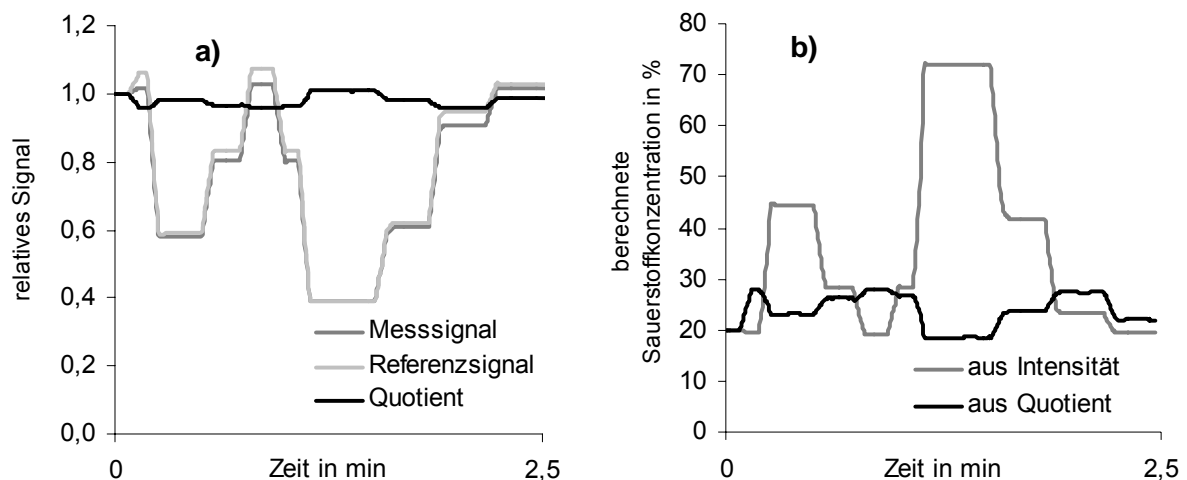 a)
relatives Signal
1,2
1,0
0,8
0,6
0,4
0,2
0,0
Messsignal
Referenzsignal
Quotient
0
Zeit in min
2,5
b)
berechnete
Sauerstoffkonzentration in %
80
70
60
50
40
30
20
10
0
aus Intensität
aus Quotient
0
Zeit in min
2,5